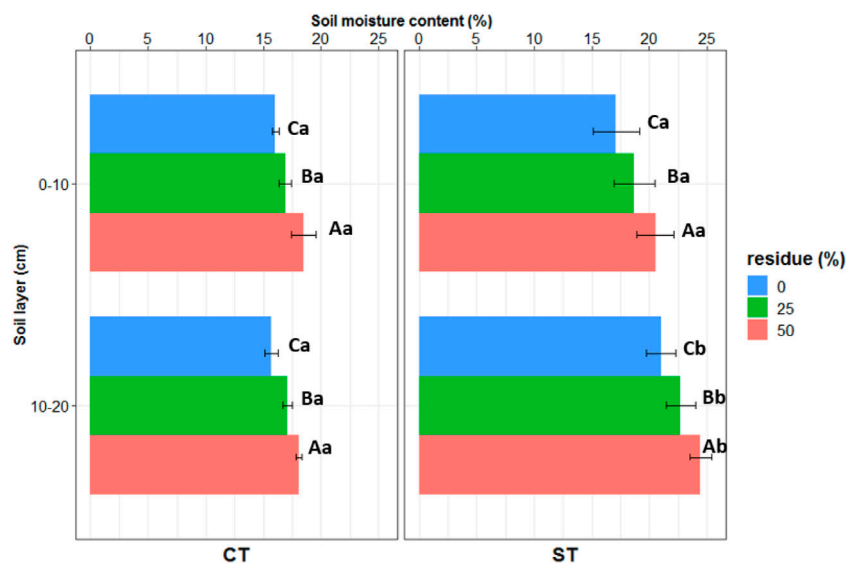 Soil moisture content (%)
0 5 10 15 20 25 0 5 10 15 20 25
Soil layer (cm)
0-10
10-20
Ca
Ba
Aa
Ca
Ba
Aa
Ca
Ba
Aa
Cb
Bb
Ab
CT ST
residue (%)
0
25
50